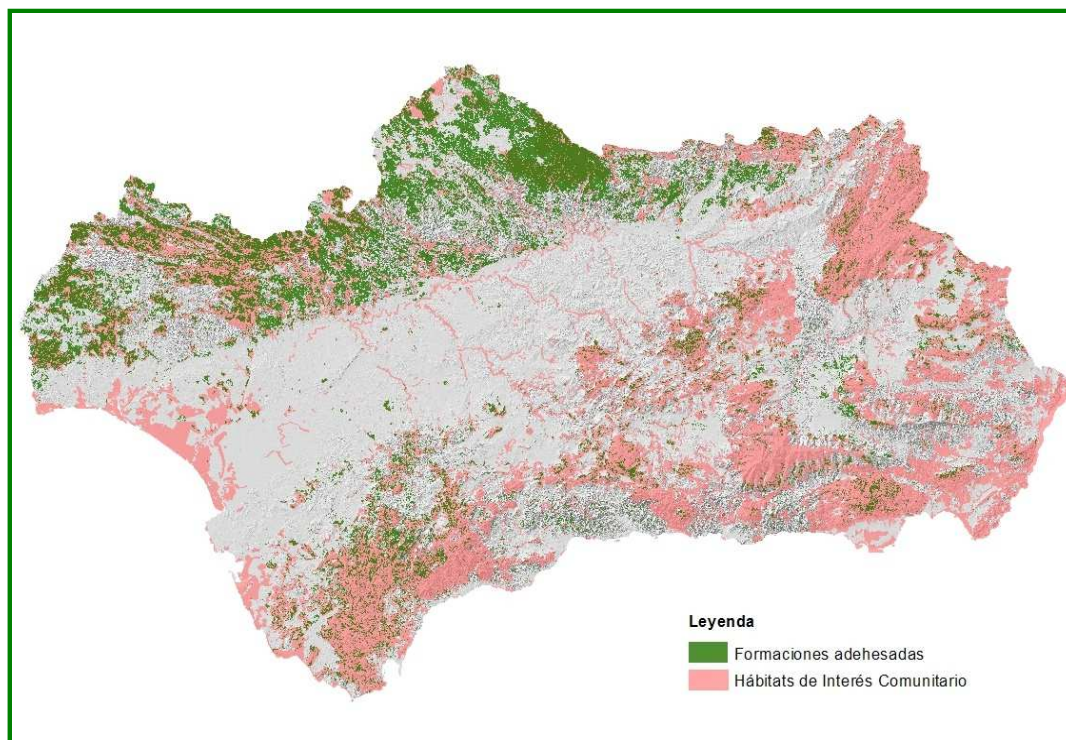 Leyenda
Formaciones adehesadas
Hábitats de Interés Comunitario